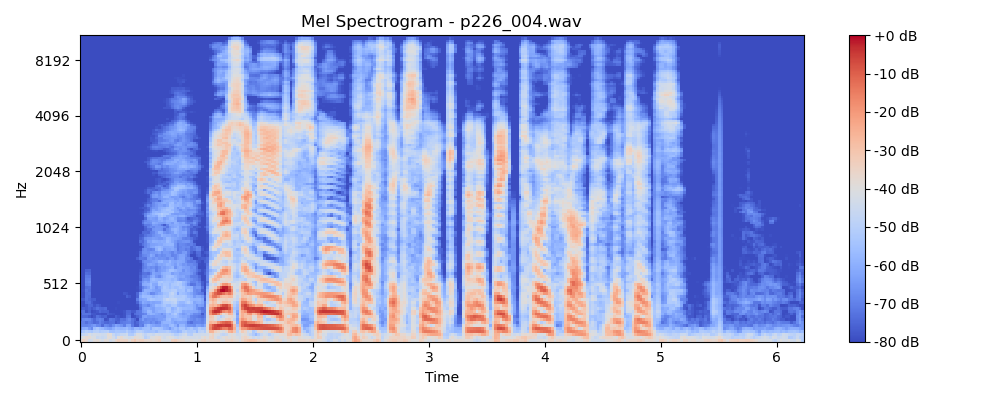 Mel Spectrogram - p226_004.wav
+0 dB
8192
-10 dB
4096
-20 dB
-30 dB
2048
Hz
-40 dB
1024
-50 dB
-60 dB
512
-70 dB
0
-80 dB
0 1 2 3 4 5 6
Time